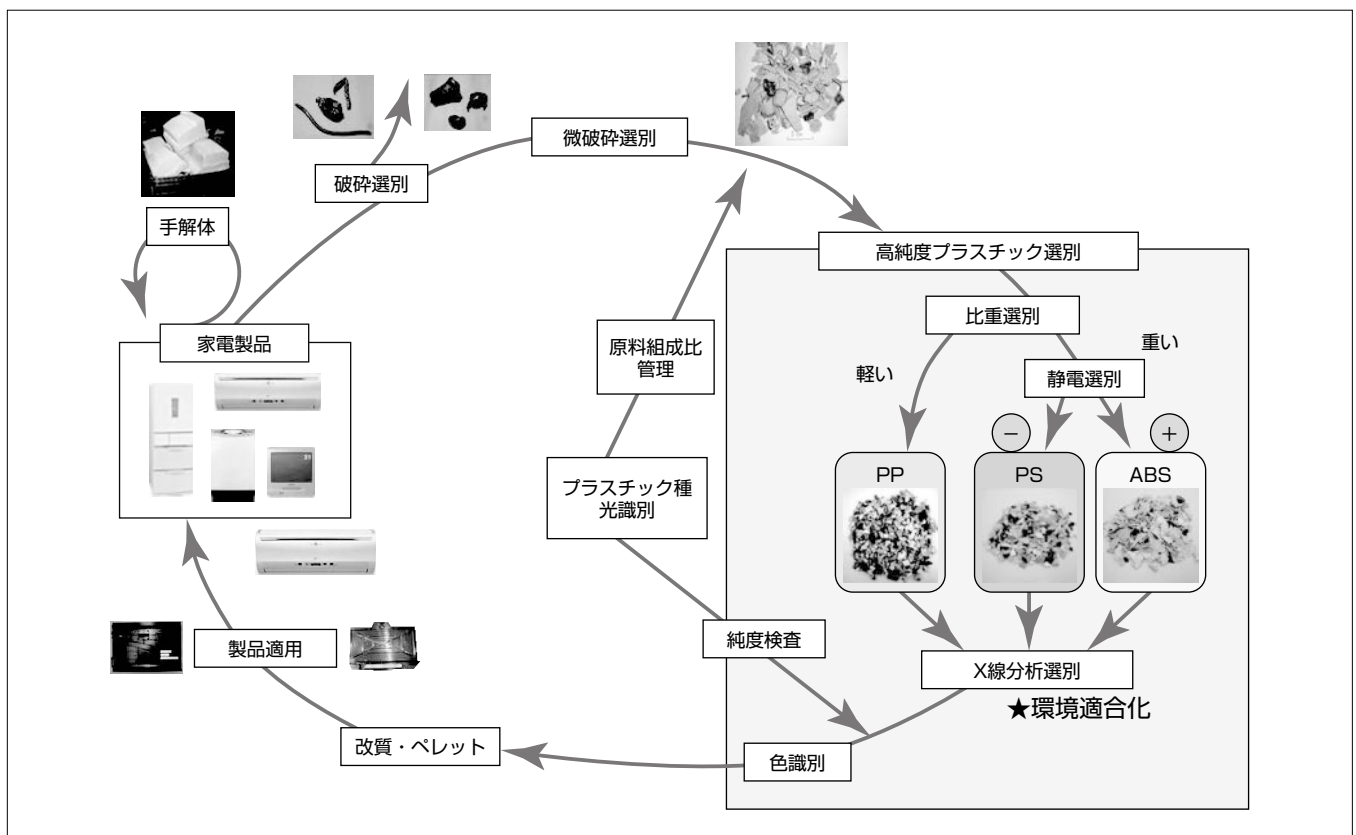 微破砕選別
破砕選別
手解体
高純度プラスチック選別
比重選別
重い
家電製品
原料組成比
管理
軽い
静電選別
−
+
プラスチック種
光識別
PP
PS
ABS
製品適用
純度検査
X線分析選別
★環境適合化
改質・ペレット
色識別